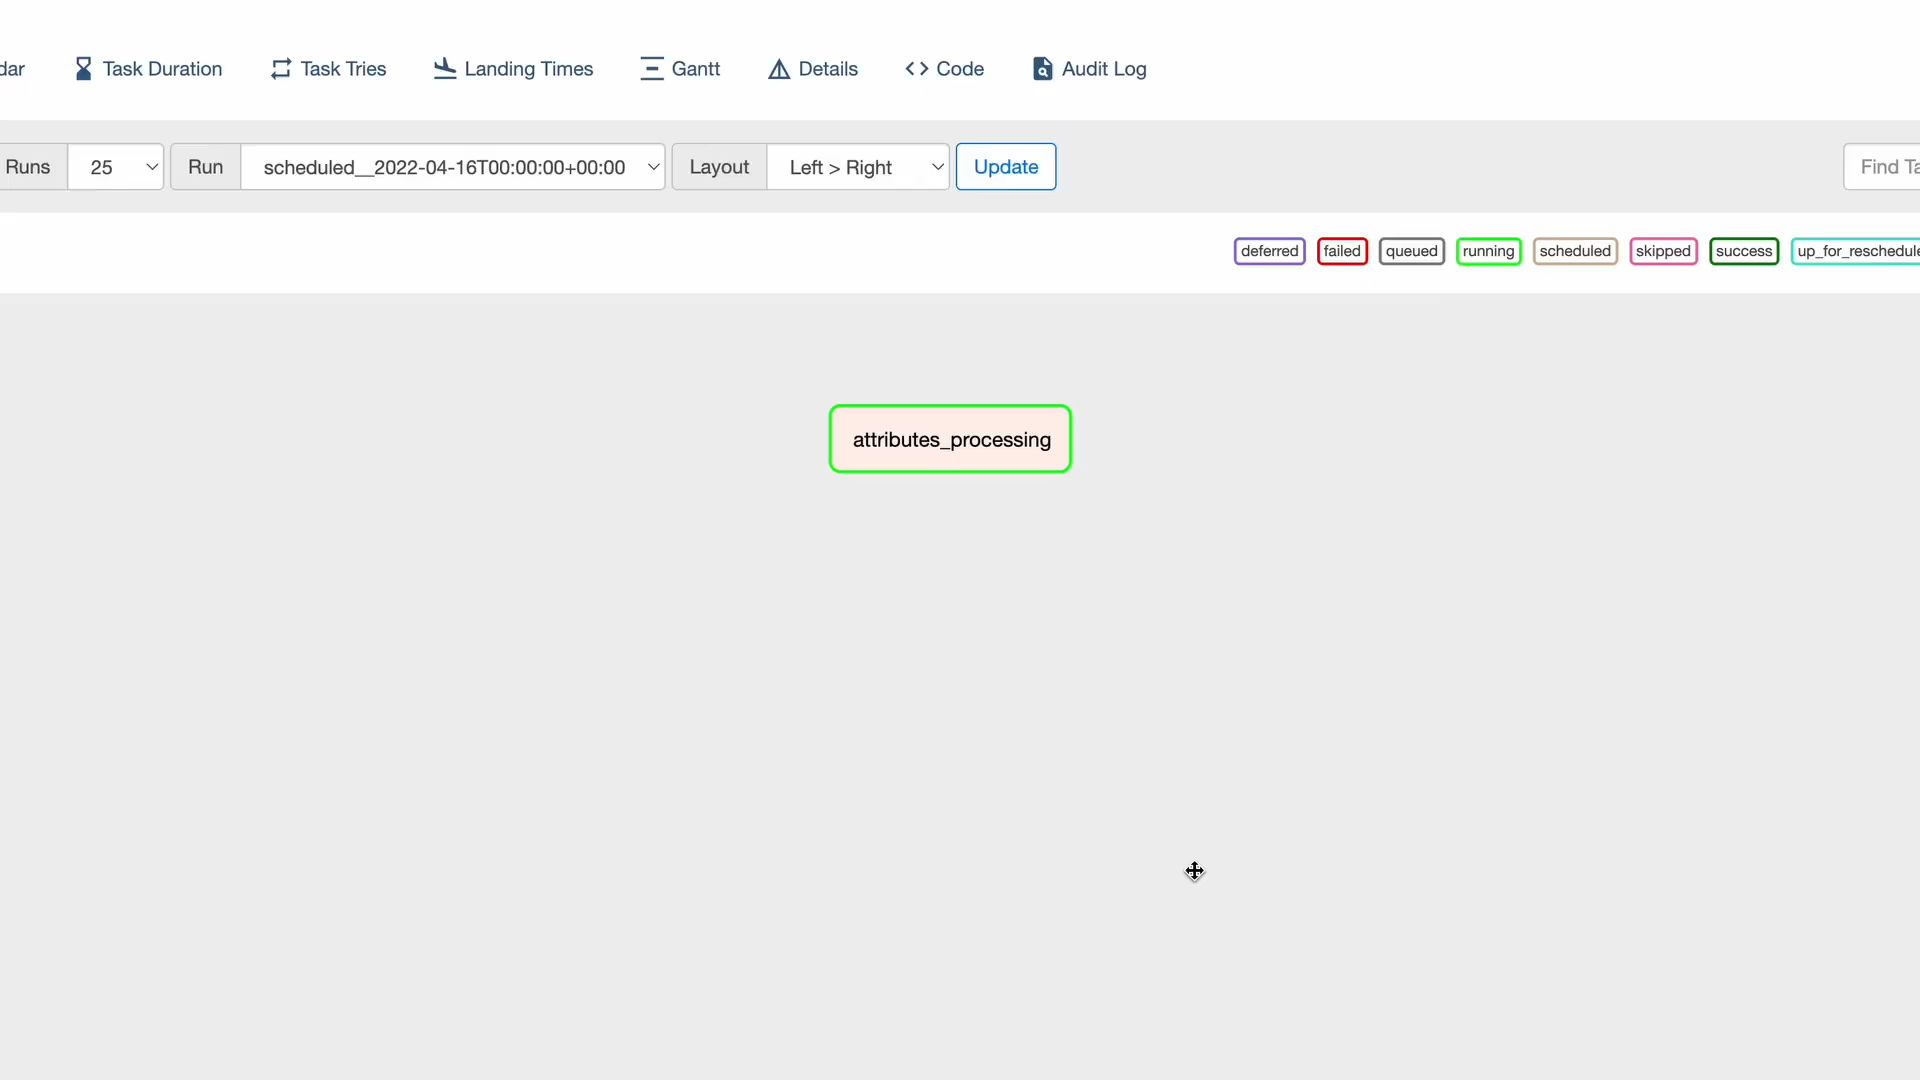 dar Task Duration Task Tries Landing Times Gantt Details Code Audit Log
Runs 25 Run scheduled__2022-04-16T00:00:00+00:00 Layout Left > Right Update Find Ta
deferred failed queued running scheduled skipped success up_for_reschedule
attributes_processing